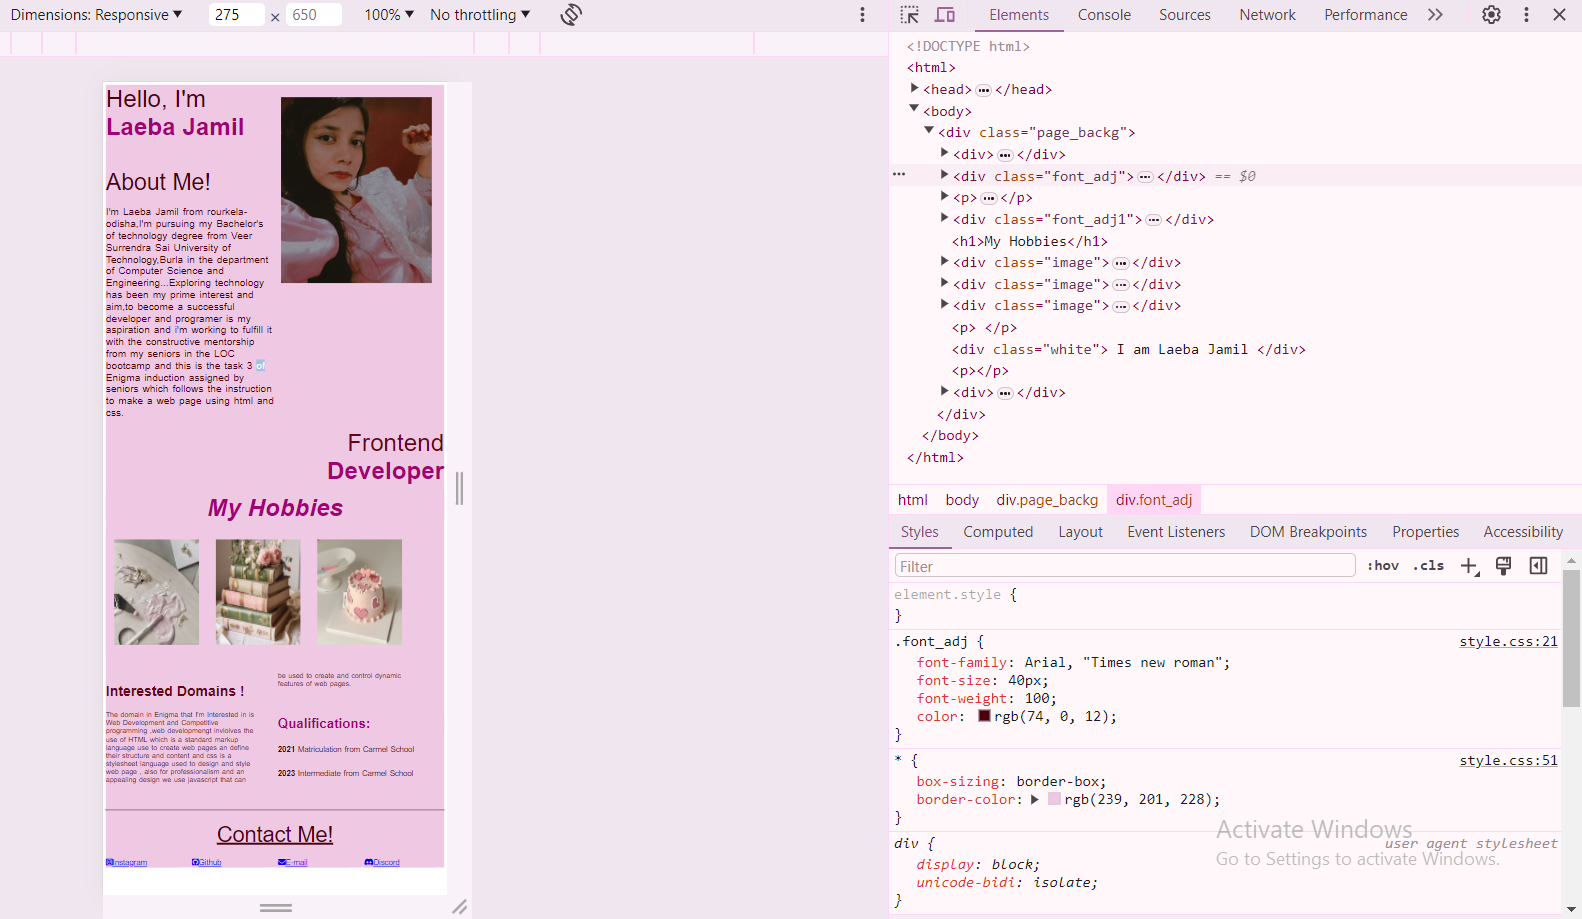 Dimensions: Responsive 275 × 650 100% No throttling
Elements Console Sources Network Performance
Hello, I'm
Laeba Jamil
About Me!
I'm Laeba Jamil from rourkela-
odisha,I'm pursuing my Bachelor's
of technology degree from Veer
Surrendra Sai University of
Technology,Burla in the department
of Computer Science and
Engineering...Exploring technology
has been my prime interest and
aim,to become a successful
developer and programer is my
aspiration and i'm working to fulfill it
with the constructive mentorship
from my seniors in the LOC
bootcamp and this is the task 3 of
Enigma induction assigned by
seniors which follows the instruction
to make a web page using html and
css.
Frontend
Developer
My Hobbies
Interested Domains !
The domain in Enigma that I'm Interested in is
Web Development and Competitive
programming ,web developmengt inviolves the
use of HTML which is a standard markup
language use to create web pages an define
their structure and content and css is a
stylesheet language used to design and style
web page , also for professionalism and an
appealing design we use javascript that can
be used to create and control dynamic
features of web pages.
Qualifications:
2021 Matriculation from Carmel School
2023 Intermediate from Carmel School
Contact Me!
Instagram Github E-mail Discord
<!DOCTYPE html>
<html>
<head> ••• </head>
<body>
<div class="page_backg">
<div> ••• </div>
••• <div class="font_adj"> ••• </div> == $0
<p> ••• </p>
<div class="font_adj1"> ••• </div>
<h1>My Hobbies</h1>
<div class="image"> ••• </div>
<div class="image"> ••• </div>
<div class="image"> ••• </div>
<p> </p>
<div class="white"> I am Laeba Jamil </div>
<p></p>
<div> ••• </div>
</div>
</body>
</html>
html body div.page_backg div.font_adj
Styles Computed Layout Event Listeners DOM Breakpoints Properties Accessibility
Filter :hov .cls
element.style {
}
.font_adj { style.css:21
font-family: Arial, "Times new roman";
font-size: 40px;
font-weight: 100;
color: rgb(74, 0, 12);
}
* { style.css:51
box-sizing: border-box;
border-color: rgb(239, 201, 228);
}
div { user agent stylesheet
display: block;
unicode-bidi: isolate;
}
Activate Windows
Go to Settings to activate Windows.